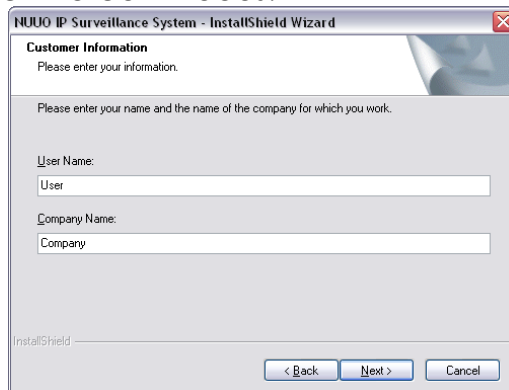 NUUO IP Surveillance System - InstallShield Wizard
Customer Information
Please enter your information.
Please enter your name and the name of the company for which you work.
User Name:
User
Company Name:
Company
InstallShield
< Back Next > Cancel